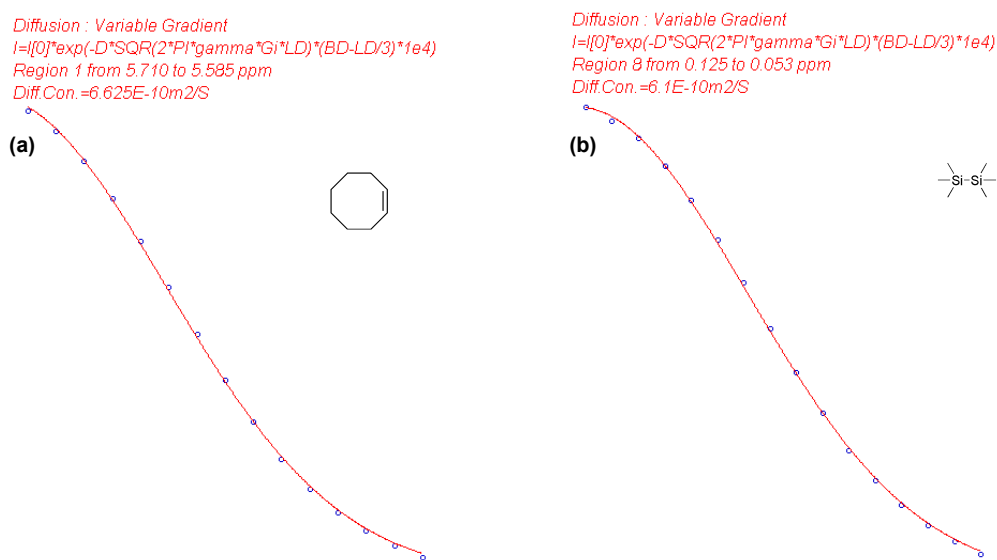 Diffusion : Variable Gradient
I=I[0]*exp(-D*SQR(2*PI*gamma*Gi*LD)*(BD-LD/3)*1e4)
Region 1 from 5.710 to 5.585 ppm
Diff.Con.=6.625E-10m2/S
(a)
Diffusion : Variable Gradient
I=I[0]*exp(-D*SQR(2*PI*gamma*Gi*LD)*(BD-LD/3)*1e4)
Region 8 from 0.125 to 0.053 ppm
Diff.Con.=6.1E-10m2/S
(b)
Si-Si